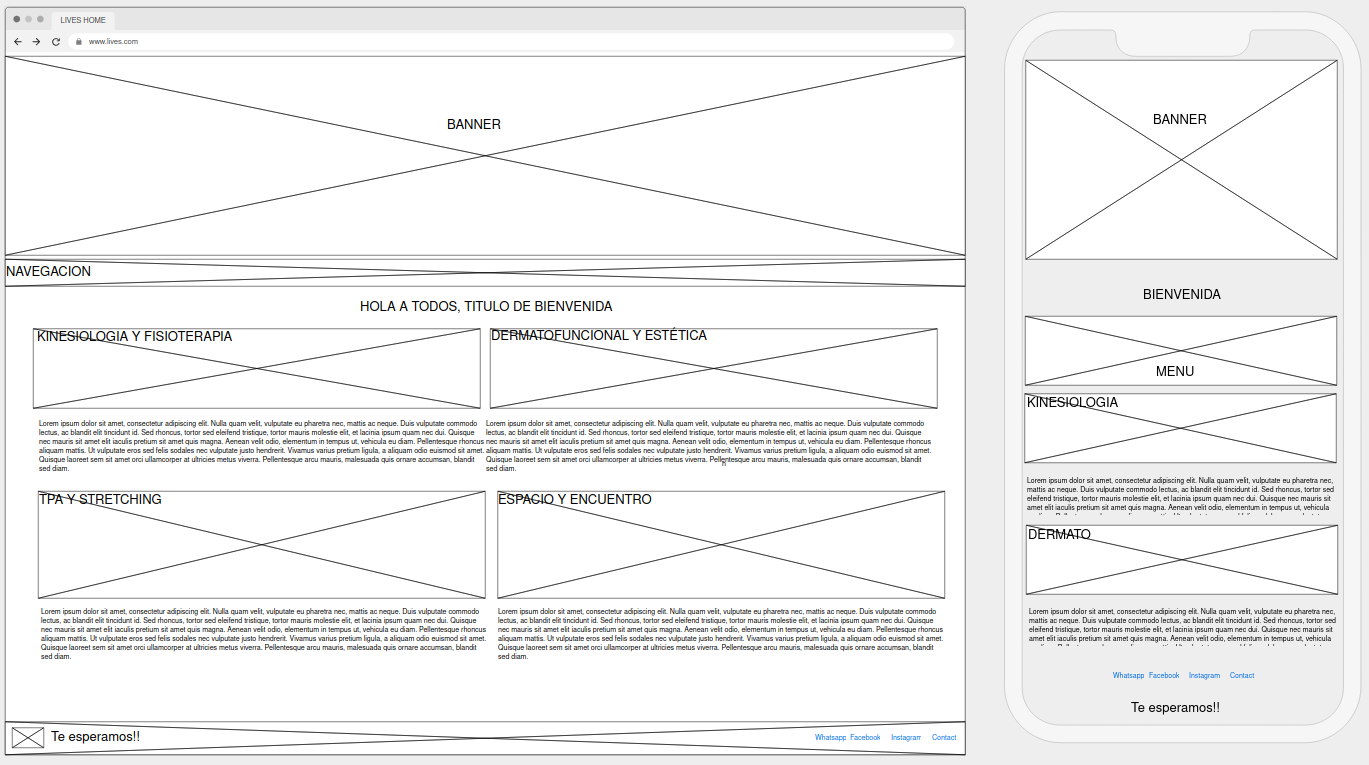 LIVES HOME
www.lives.com
BANNER
NAVEGACION
HOLA A TODOS, TITULO DE BIENVENIDA
KINESIOLOGIA Y FISIOTERAPIA
Lorem ipsum dolor sit amet, consectetur adipiscing elit. Nulla quam velit, vulputate eu pharetra nec, mattis ac neque. Duis vulputate commodo
lectus, ac blandit elit tincidunt id. Sed rhoncus, tortor sed eleifend tristique, tortor mauris molestie elit, et lacinia ipsum quam nec dui. Quisque
nec mauris sit amet elit iaculis pretium sit amet quis magna. Aenean velit odio, elementum in tempus ut, vehicula eu diam. Pellentesque rhoncus
aliquam mattis. Ut vulputate eros sed felis sodales nec vulputate justo hendrerit. Vivamus varius pretium ligula, a aliquam odio euismod sit amet.
Quisque laoreet sem sit amet orci ullamcorper at ultricies metus viverra. Pellentesque arcu mauris, malesuada quis ornare accumsan, blandit
sed diam.
DERMATOFUNCIONAL Y ESTÉTICA
Lorem ipsum dolor sit amet, consectetur adipiscing elit. Nulla quam velit, vulputate eu pharetra nec, mattis ac neque. Duis vulputate commodo
lectus, ac blandit elit tincidunt id. Sed rhoncus, tortor sed eleifend tristique, tortor mauris molestie elit, et lacinia ipsum quam nec dui. Quisque
nec mauris sit amet elit iaculis pretium sit amet quis magna. Aenean velit odio, elementum in tempus ut, vehicula eu diam. Pellentesque rhoncus
aliquam mattis. Ut vulputate eros sed felis sodales nec vulputate justo hendrerit. Vivamus varius pretium ligula, a aliquam odio euismod sit amet.
Quisque laoreet sem sit amet orci ullamcorper at ultricies metus viverra. Pellentesque arcu mauris, malesuada quis ornare accumsan, blandit
sed diam.
TPA Y STRETCHING
Lorem ipsum dolor sit amet, consectetur adipiscing elit. Nulla quam velit, vulputate eu pharetra nec, mattis ac neque. Duis vulputate commodo
lectus, ac blandit elit tincidunt id. Sed rhoncus, tortor sed eleifend tristique, tortor mauris molestie elit, et lacinia ipsum quam nec dui. Quisque
nec mauris sit amet elit iaculis pretium sit amet quis magna. Aenean velit odio, elementum in tempus ut, vehicula eu diam. Pellentesque rhoncus
aliquam mattis. Ut vulputate eros sed felis sodales nec vulputate justo hendrerit. Vivamus varius pretium ligula, a aliquam odio euismod sit amet.
Quisque laoreet sem sit amet orci ullamcorper at ultricies metus viverra. Pellentesque arcu mauris, malesuada quis ornare accumsan, blandit
sed diam.
ESPACIO Y ENCUENTRO
Lorem ipsum dolor sit amet, consectetur adipiscing elit. Nulla quam velit, vulputate eu pharetra nec, mattis ac neque. Duis vulputate commodo
lectus, ac blandit elit tincidunt id. Sed rhoncus, tortor sed eleifend tristique, tortor mauris molestie elit, et lacinia ipsum quam nec dui. Quisque
nec mauris sit amet elit iaculis pretium sit amet quis magna. Aenean velit odio, elementum in tempus ut, vehicula eu diam. Pellentesque rhoncus
aliquam mattis. Ut vulputate eros sed felis sodales nec vulputate justo hendrerit. Vivamus varius pretium ligula, a aliquam odio euismod sit amet.
Quisque laoreet sem sit amet orci ullamcorper at ultricies metus viverra. Pellentesque arcu mauris, malesuada quis ornare accumsan, blandit
sed diam.
Te esperamos!!
Whatsapp Facebook Instagram Contact
BANNER
BIENVENIDA
MENU
KINESIOLOGIA
Lorem ipsum dolor sit amet, consectetur adipiscing elit. Nulla quam velit, vulputate eu pharetra nec,
mattis ac neque. Duis vulputate commodo lectus, ac blandit elit tincidunt id. Sed rhoncus, tortor sed
eleifend tristique, tortor mauris molestie elit, et lacinia ipsum quam nec dui. Quisque nec mauris sit
amet elit iaculis pretium sit amet quis magna. Aenean velit odio, elementum in tempus ut, vehicula
DERMATO
Lorem ipsum dolor sit amet, consectetur adipiscing elit. Nulla quam velit, vulputate eu pharetra nec,
mattis ac neque. Duis vulputate commodo lectus, ac blandit elit tincidunt id. Sed rhoncus, tortor sed
eleifend tristique, tortor mauris molestie elit, et lacinia ipsum quam nec dui. Quisque nec mauris sit
amet elit iaculis pretium sit amet quis magna. Aenean velit odio, elementum in tempus ut, vehicula
Whatsapp Facebook Instagram Contact
Te esperamos!!